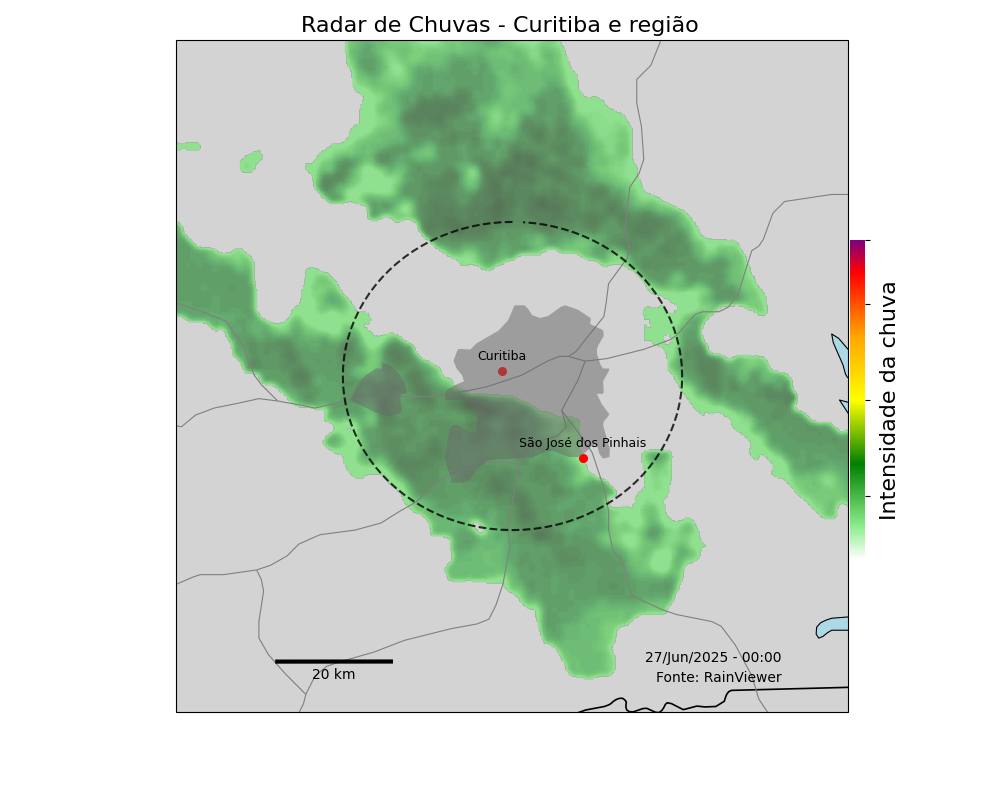 Radar de Chuvas - Curitiba e região
Curitiba
São José dos Pinhais
Intensidade da chuva
27/Jun/2025 - 00:00
Fonte: RainViewer
20 km